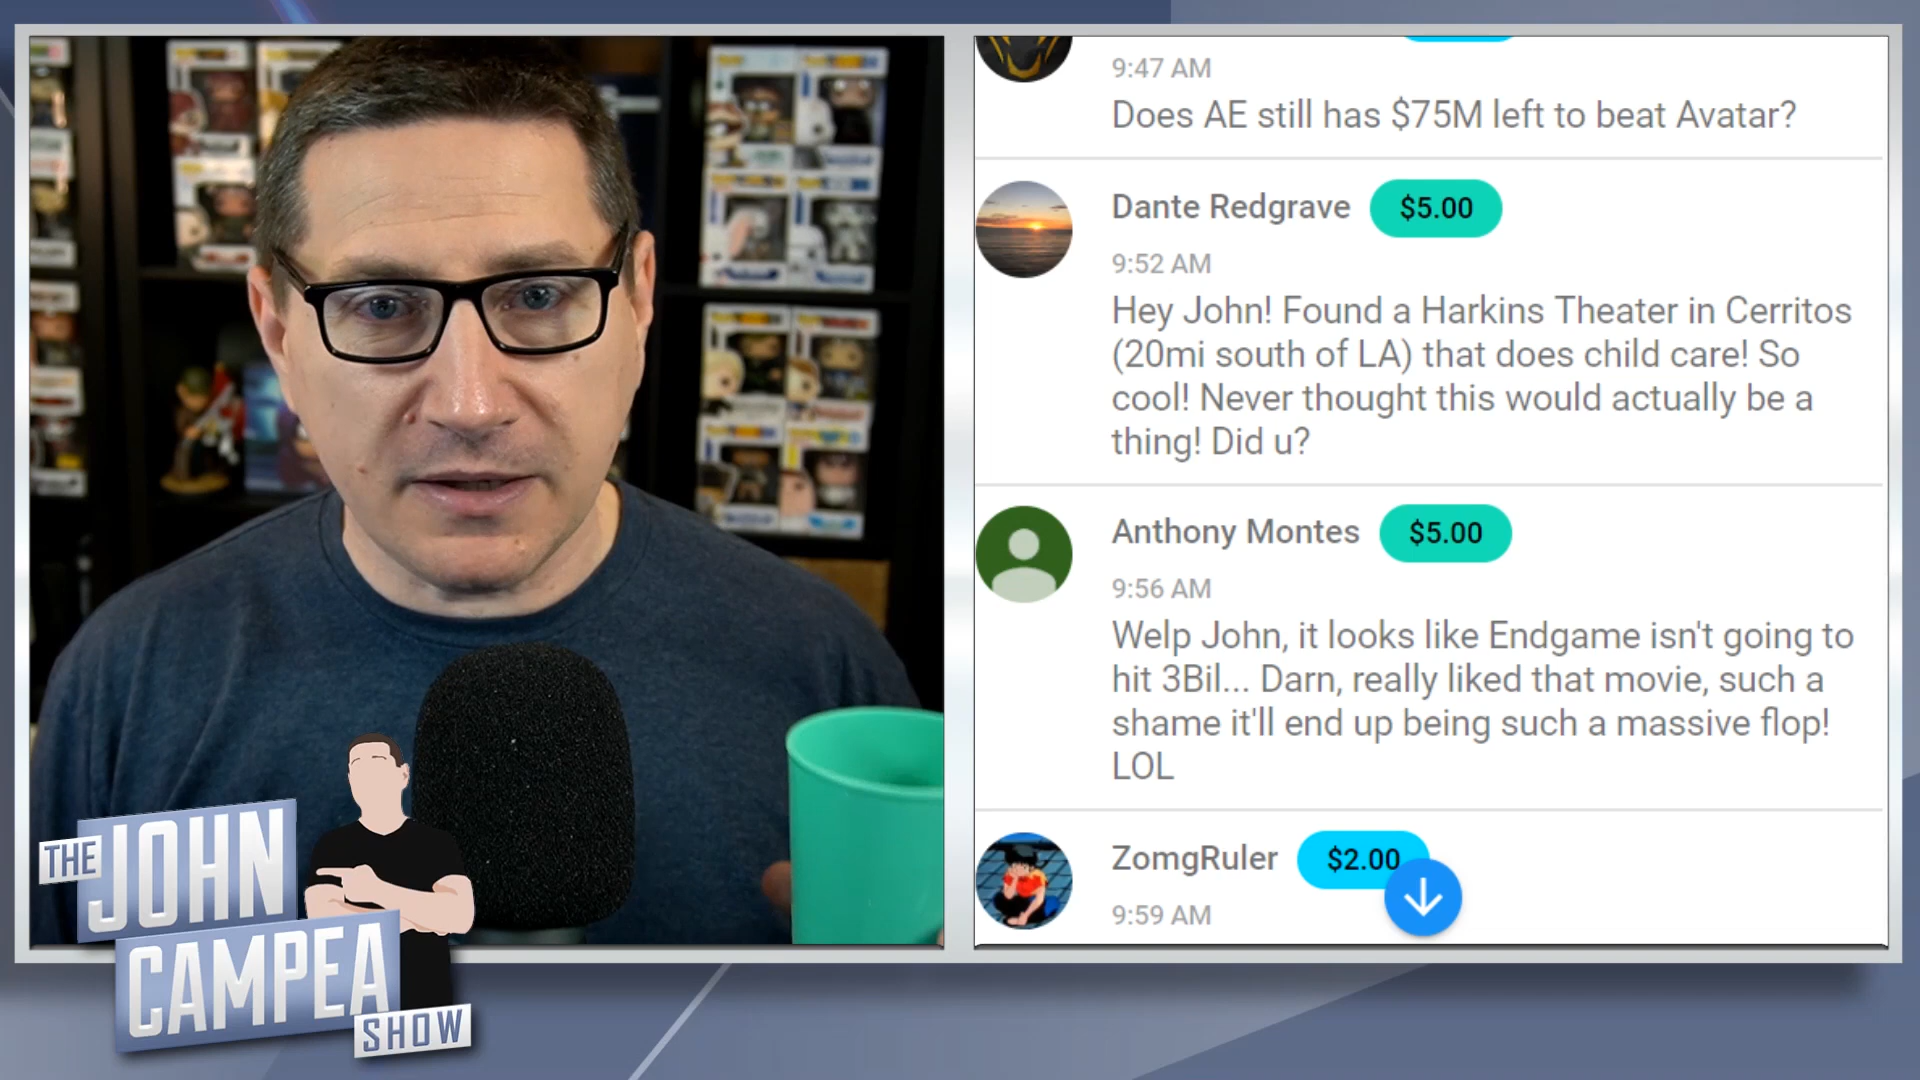 9:47 AM
Does AE still has $75M left to beat Avatar?
Dante Redgrave $5.00
9:52 AM
Hey John! Found a Harkins Theater in Cerritos
(20mi south of LA) that does child care! So
cool! Never thought this would actually be a
thing! Did u?
Anthony Montes $5.00
9:56 AM
Welp John, it looks like Endgame isn't going to
hit 3Bil... Darn, really liked that movie, such a
shame it'll end up being such a massive flop!
LOL
ZomgRuler $2.00
9:59 AM
THE
JOHN
CAMPEA
SHOW